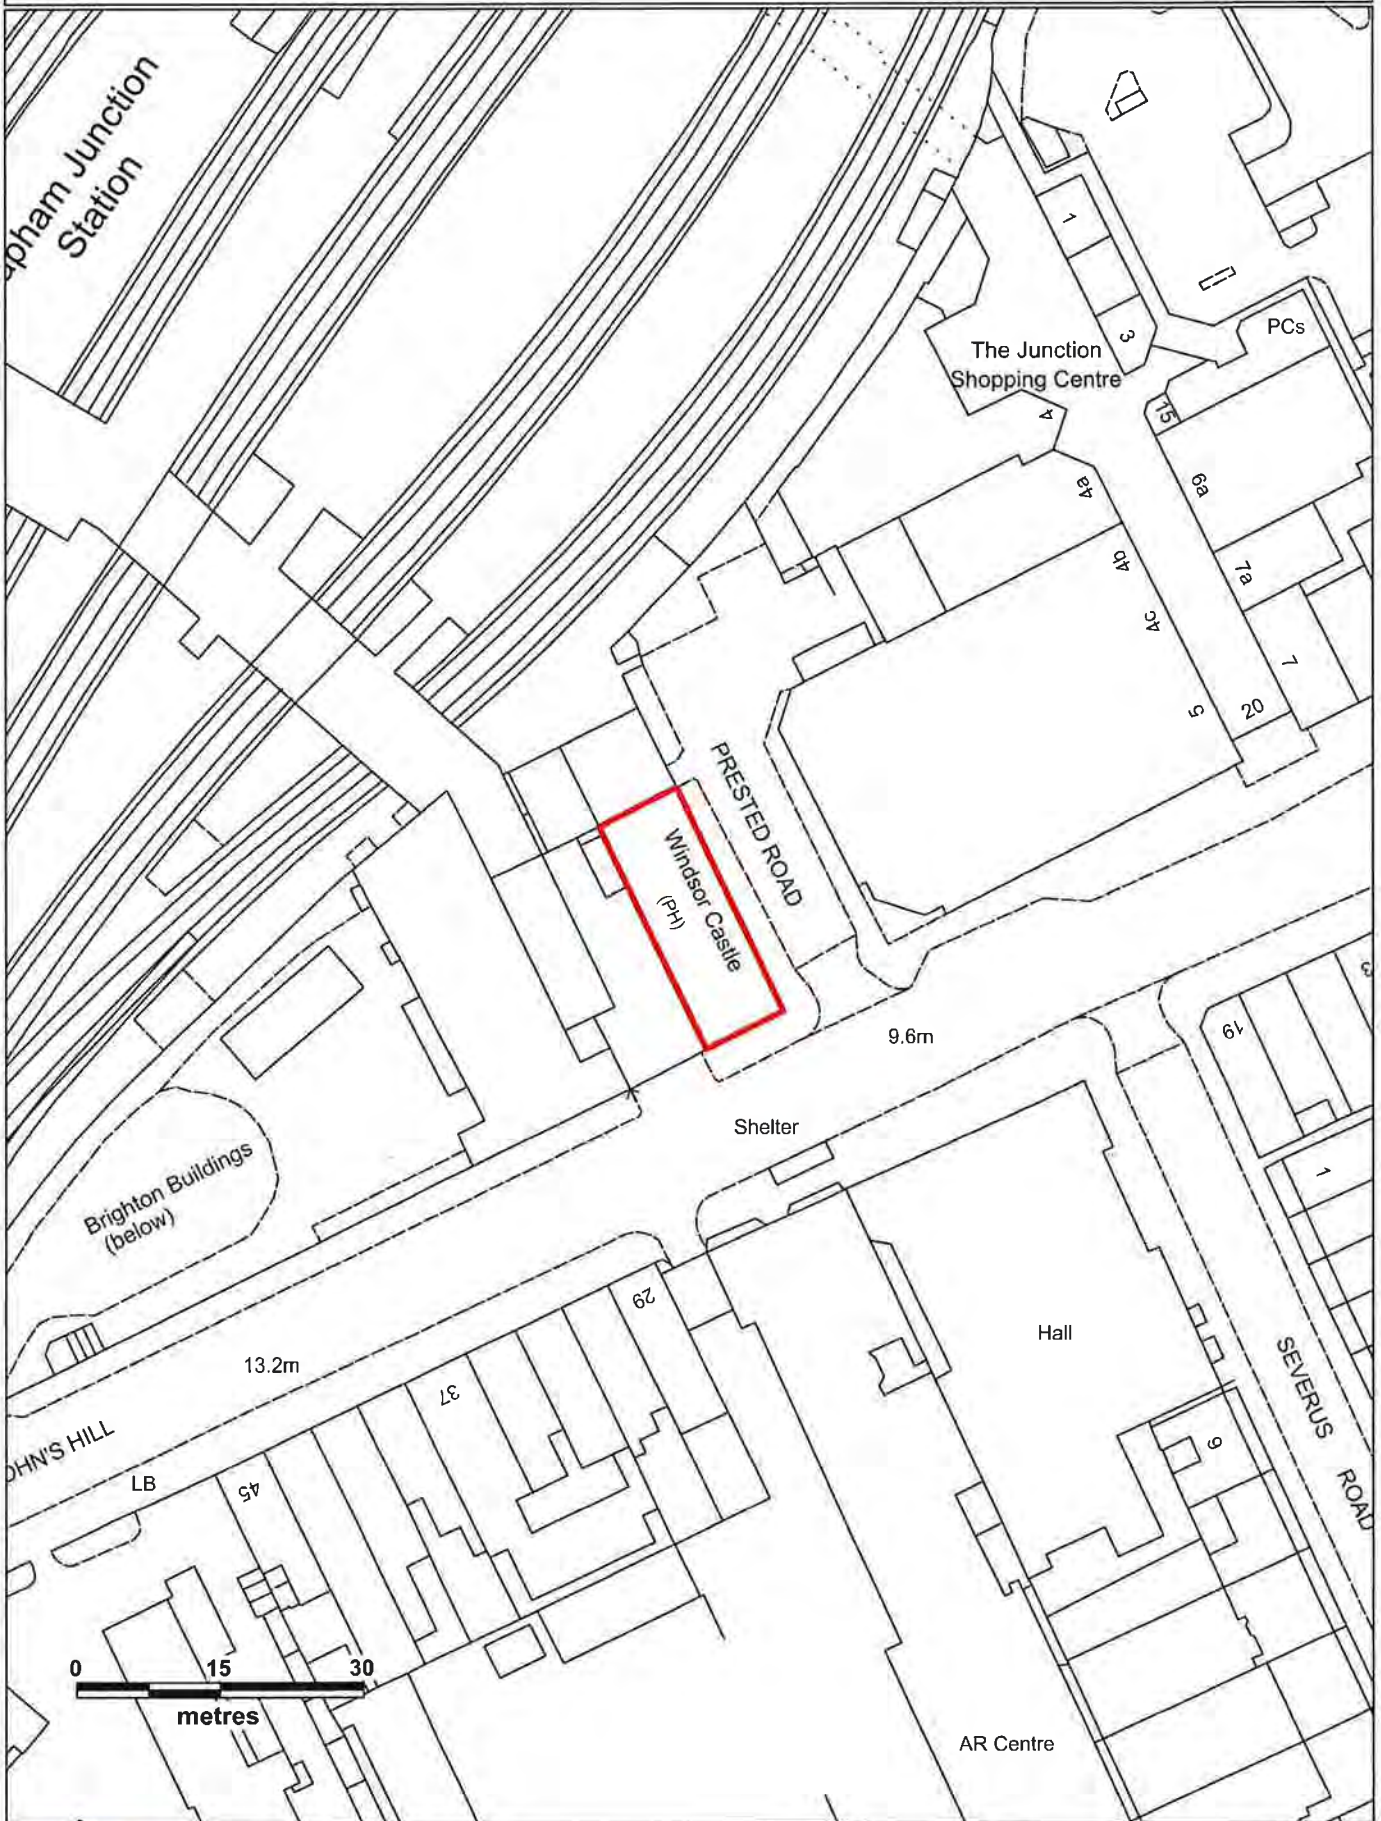 apham Junction
Station
1
3
PCs
The Junction
Shopping Centre
4
15
4a
6a
4b
7a
4c
7
5
20
PRESTED ROAD
Windsor Castle
(PH)
9.6m
19
Shelter
1
Brighton Buildings
(below)
29
Hall
13.2m
37
SEVERUS
ROAD
OHN'S HILL
9
LB
45
0 15 30
metres
AR Centre